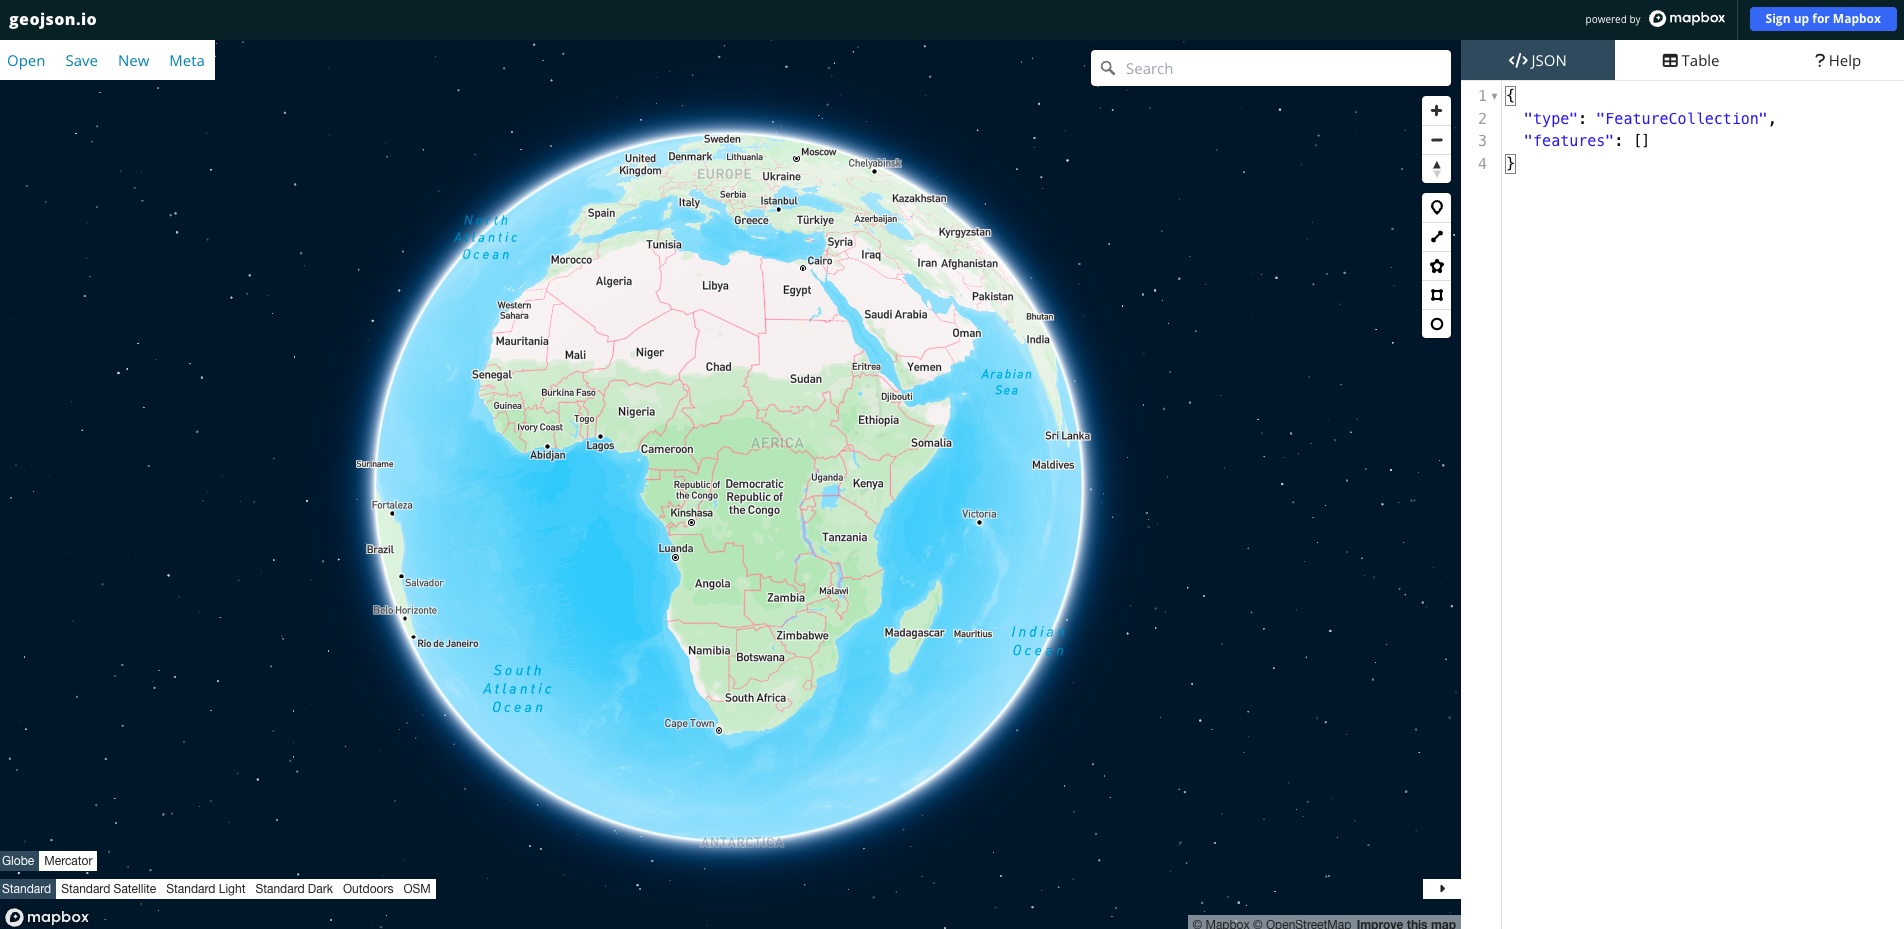 geojson.io
powered by mapbox
Sign up for Mapbox
Open Save New Meta
Search
</> JSON
Table
? Help
1 {
2 "type": "FeatureCollection",
3 "features": []
4 }
Sweden
United
Kingdom
Denmark
Lithuania
Moscow
Chelyabinsk
EUROPE
Ukraine
Serbia
Italy
Istanbul
Kazakhstan
Spain
Greece
Türkiye
Azerbaijan
North
Atlantic
Ocean
Tunisia
Syria
Kyrgyzstan
Morocco
Cairo
Iraq
Iran
Afghanistan
Algeria
Libya
Egypt
Pakistan
Western
Sahara
Saudi Arabia
Bhutan
Mauritania
Oman
India
Mali
Niger
Chad
Eritrea
Yemen
Senegal
Sudan
Arabian
Sea
Burkina Faso
Djibouti
Guinea
Nigeria
Togo
Ethiopia
Ivory Coast
AFRICA
Somalia
Sri Lanka
Lagos
Abidjan
Cameroon
Suriname
Maldives
Uganda
Kenya
Republic of
the Congo
Democratic
Republic of
the Congo
Fortaleza
Kinshasa
Victoria
Brazil
Luanda
Tanzania
Salvador
Angola
Zambia
Malawi
Belo Horizonte
Rio de Janeiro
Zimbabwe
Madagascar
Mauritius
Indian
Ocean
Namibia
Botswana
South
Atlantic
Ocean
South Africa
Cape Town
ANTARCTICA
Globe Mercator
Standard Standard Satellite Standard Light Standard Dark Outdoors OSM
mapbox
© Mapbox © OpenStreetMap Improve this map